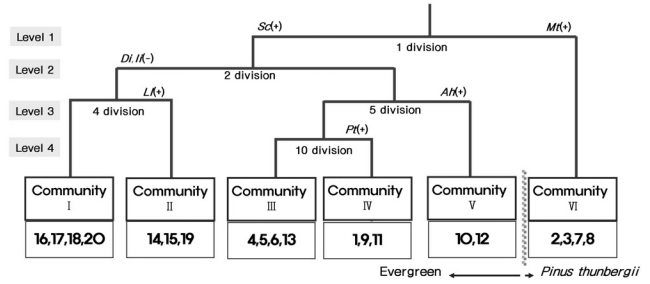 Sc(+)
Mt(+)
Level 1
1 division
Di, Il(-)
Level 2
2 division
Lf(+)
Ah(+)
Level 3
4 division
5 division
Pt(+)
Level 4
10 division
Community Community Community Community Community Community
I II III IV V VI
16,17,18,20 14,15,19 4,5,6,13 1,9,11 10,12 2,3,7,8
Evergreen Pinus thunbergii